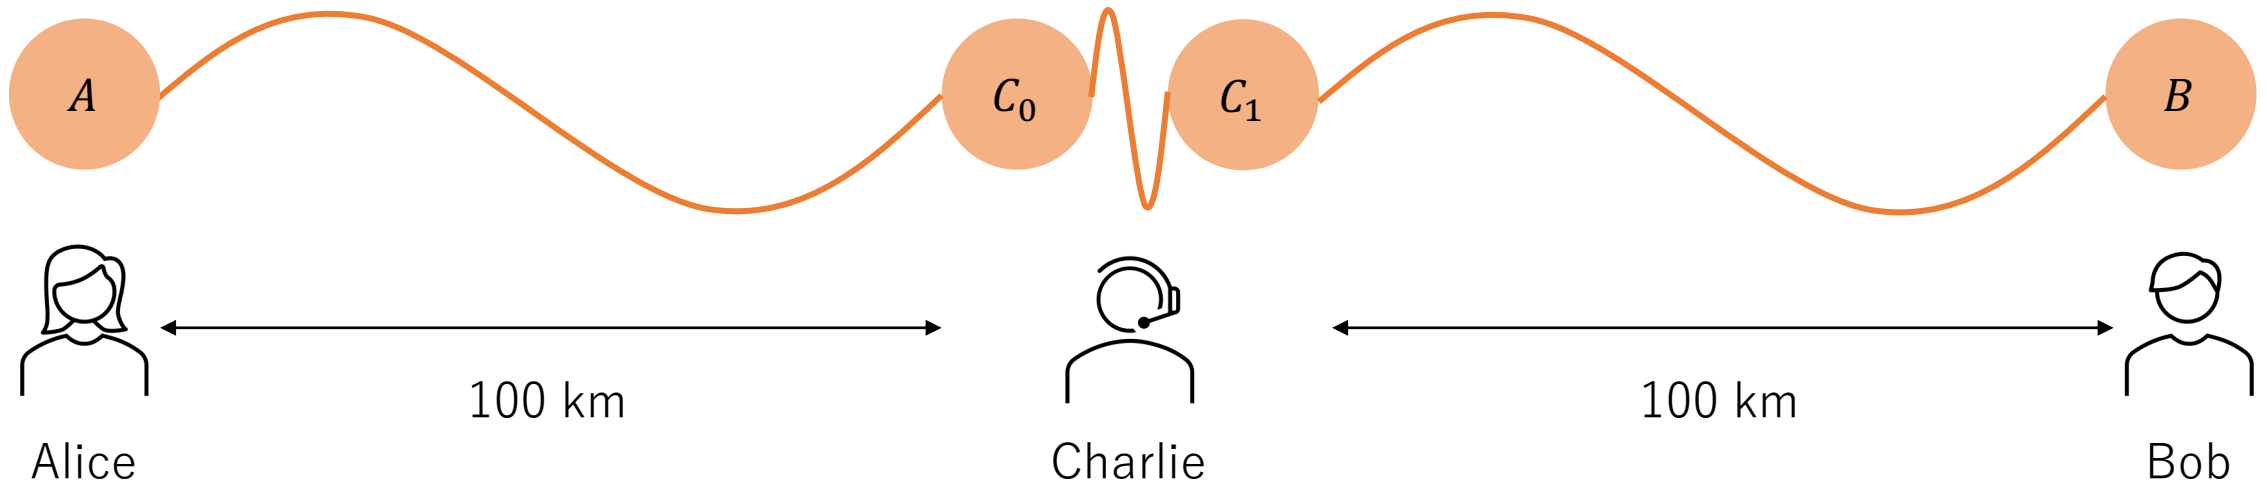 A
C₀
C₁
B
100 km
100 km
Alice
Charlie
Bob